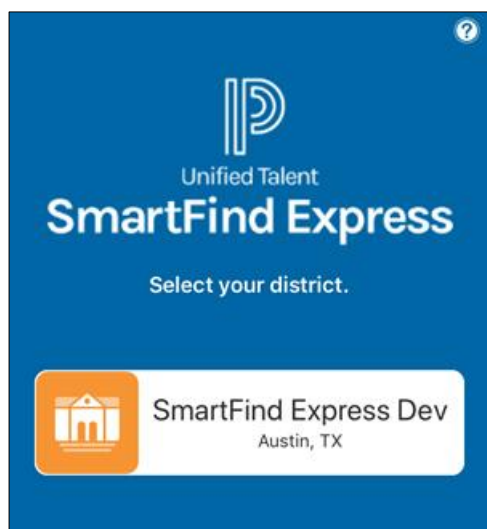 ?
Unified Talent
SmartFind Express
Select your district.
SmartFind Express Dev
Austin, TX